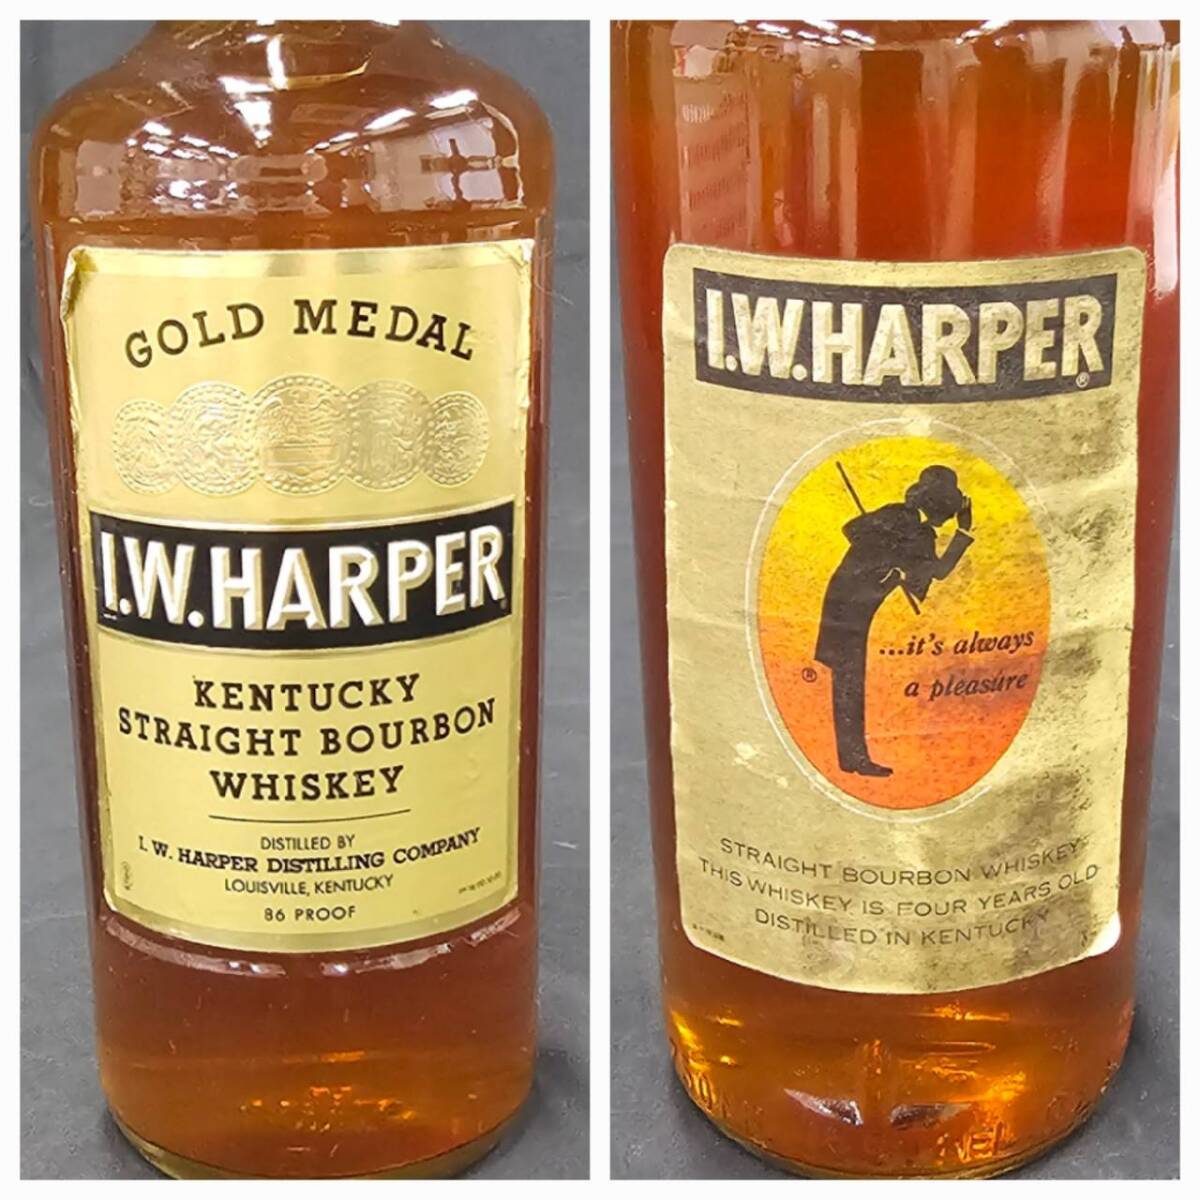 GOLD MEDAL
I.W.HARPER
KENTUCKY
STRAIGHT BOURBON
WHISKEY
DISTILLED BY
I. W. HARPER DISTILLING COMPANY
LOUISVILLE, KENTUCKY
86 PROOF
I.W.HARPER®
...it's always
a pleasure
®
STRAIGHT BOURBON WHISKEY
THIS WHISKEY IS FOUR YEARS OLD
DISTILLED IN KENTUCKY